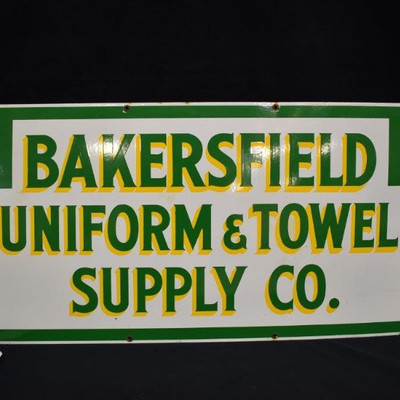 BAKERSFIELD
UNIFORM & TOWEL
SUPPLY CO.